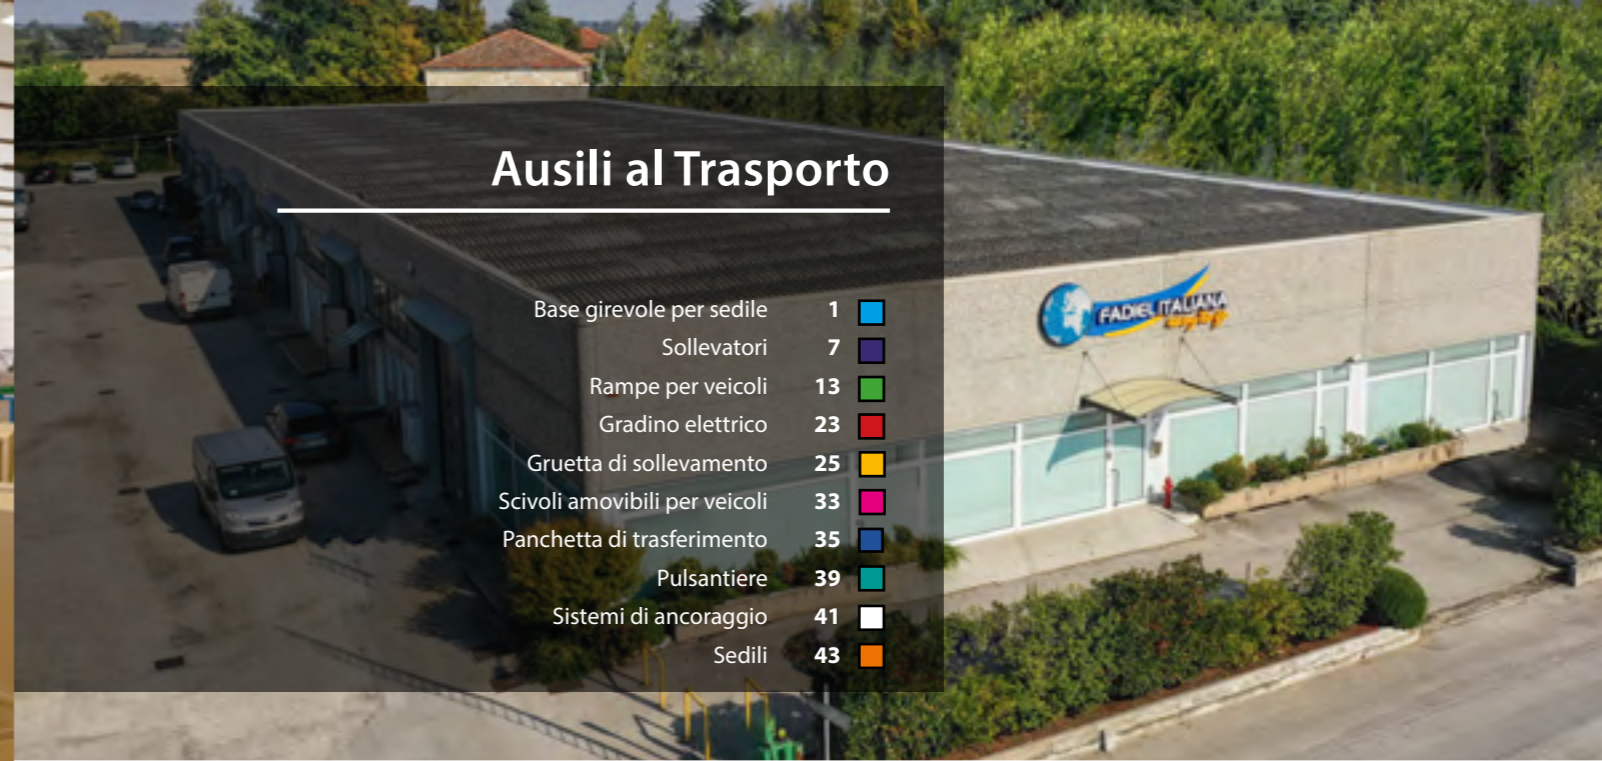 Ausili al Trasporto
Base girevole per sedile 1
Sollevatori 7
Rampe per veicoli 13
Gradino elettrico 23
Gruetta di sollevamento 25
Scivoli amovibili per veicoli 33
Panchetta di trasferimento 35
Pulsantiere 39
Sistemi di ancoraggio 41
Sedili 43
FADIEL ITALIANA